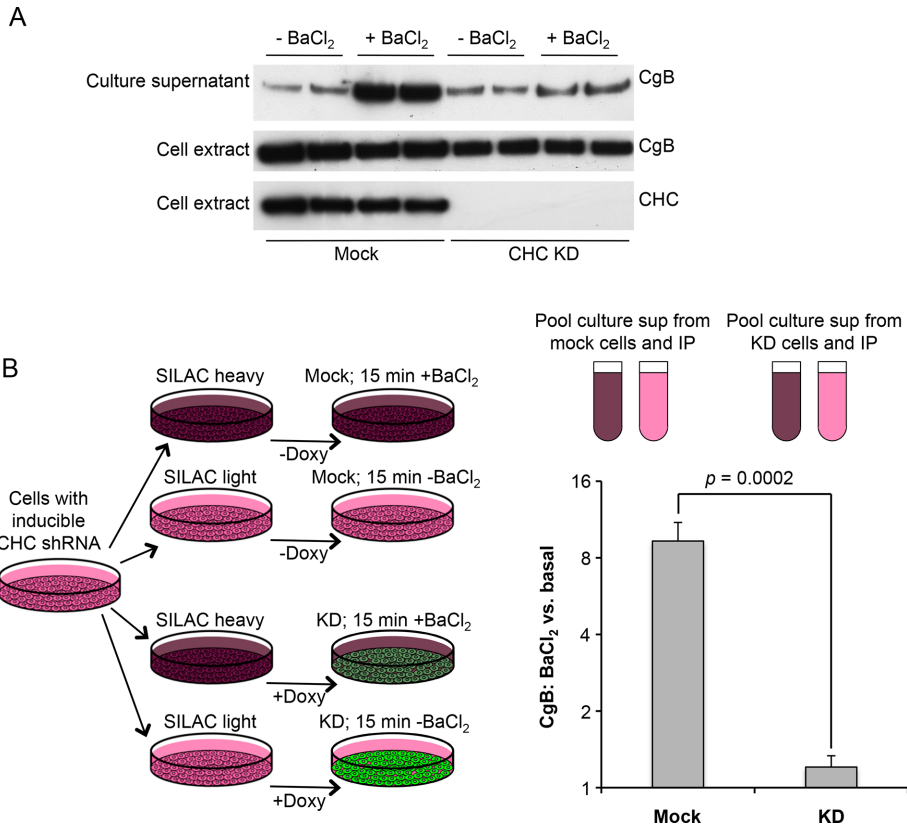 A
- BaCl2 + BaCl2 - BaCl2 + BaCl2
Culture supernatant CgB
Cell extract CgB
Cell extract CHC
Mock CHC KD
B
SILAC heavy Mock; 15 min +BaCl2
-Doxy
SILAC light Mock; 15 min -BaCl2
-Doxy
Cells with
inducible
CHC shRNA
SILAC heavy KD; 15 min +BaCl2
+Doxy
SILAC light KD; 15 min -BaCl2
+Doxy
Pool culture sup from
mock cells and IP
Pool culture sup from
KD cells and IP
CgB: BaCl2 vs. basal
16
8
4
2
1
p = 0.0002
Mock KD